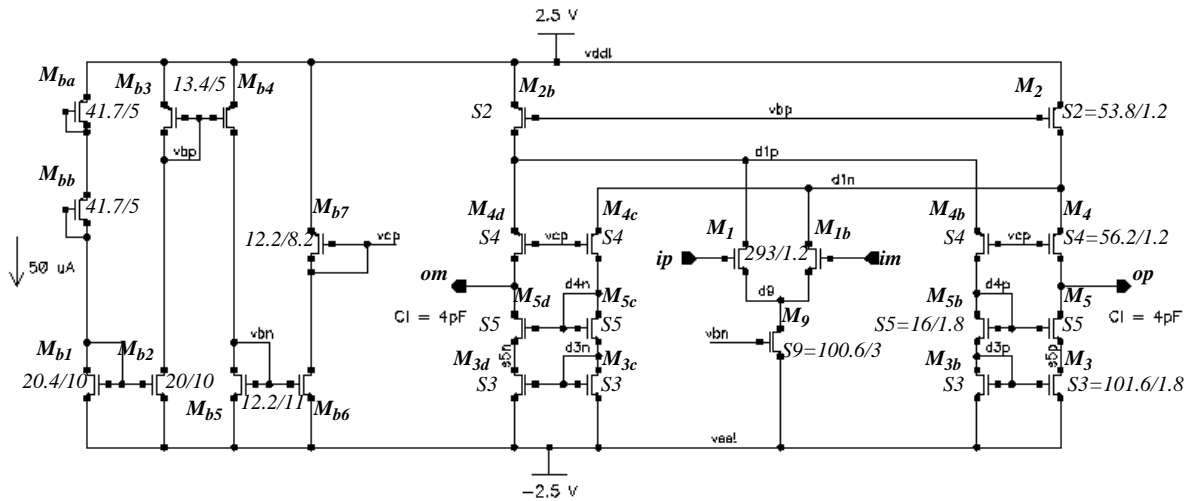 2.5 V
vdd!
Mba
Mb3
13.4/5
Mb4
M2b
M2
41.7/5
S2
vbp
S2=53.8/1.2
vbp
d1p
d1n
Mbb
41.7/5
Mb7
M4d
M4c
M1
M1b
M4b
M4
12.2/8.2
vcp
S4
vcp
S4
S4
vcp
S4=56.2/1.2
50 uA
ip
293/1.2
im
om
op
Cl = 4pF
M5d
d4n
M5c
d9
M5b
d4p
M5
Cl = 4pF
S5
S5
M9
S5=16/1.8
S5
vbn
vbn
S9=100.6/3
Mb1
Mb2
M3d
s5n
d3n
M3c
M3b
d3p
s5p
M3
20.4/10
20/10
12.2/11
S3
S3
S3
S3=101.6/1.8
Mb5
Mb6
vss!
-2.5 V